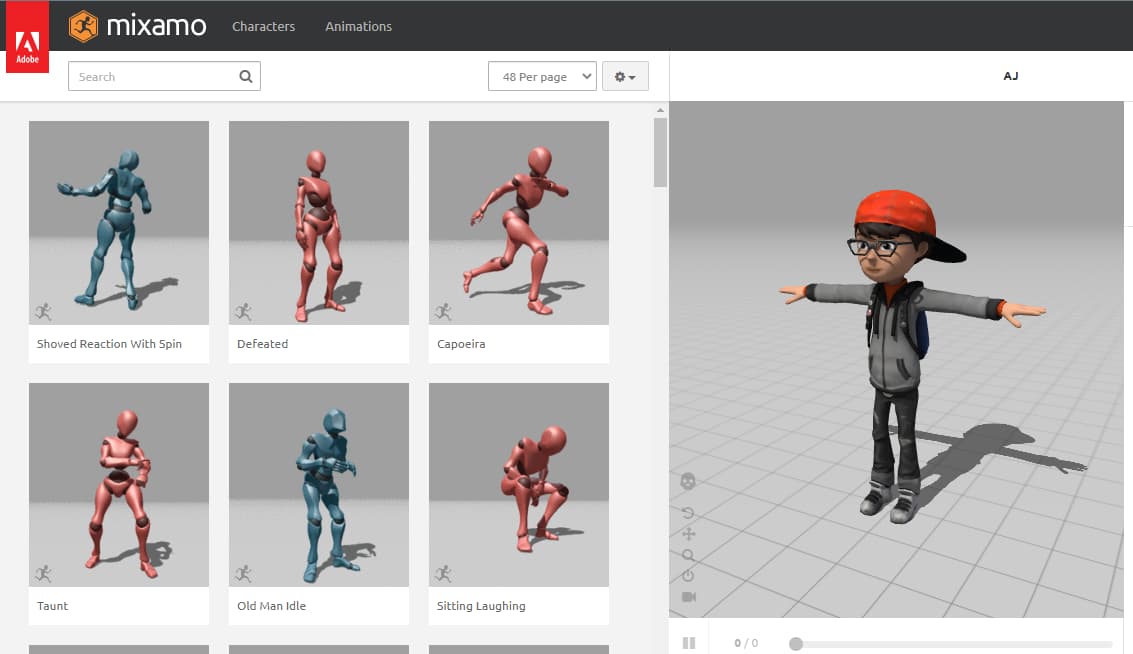 Adobe
mixamo
Characters
Animations
Search
48 Per page
AJ
Shoved Reaction With Spin
Defeated
Capoeira
Taunt
Old Man Idle
Sitting Laughing
0 / 0